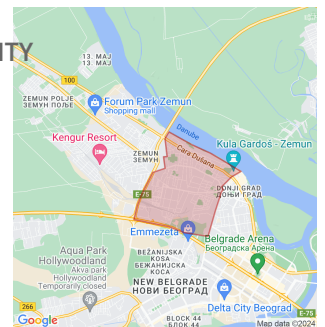 13. MAJ
13. МАЈ
ITY
100
ZEMUN POLJE
ЗЕМУН ПОЉЕ
Forum Park Zemun
Shopping mall
Danube
Kengur Resort
Cara Dušana
Kula Gardoš - Zemun
ZEMUN
ЗЕМУН
DONJI GRAD
ДОЊИ ГРАД
E-75
E-75
Emmezeta
BEŽANIJSKA
KOSA
БЕЖАНИЈСКА
КОСА
Belgrade Arena
Београдска Арена
Aqua Park
Hollywoodland
Akva park
Hollywoodland
Temporarily closed
NEW BELGRADE
НОВИ БЕОГРАД
Delta City Beograd
E-266
BLOCK 44
БЛОК 44
Google
Map data ©2024